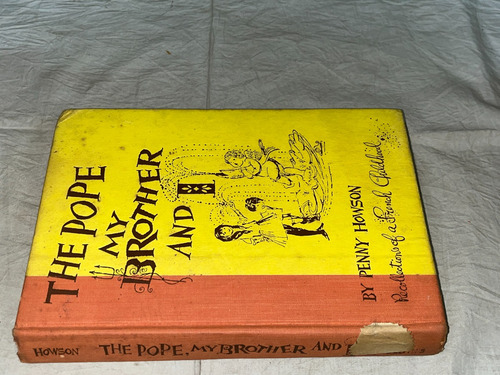 THE POPE
MY
BROTHER
AND I
BY PENNY HOWSON
Recollections of a French Childhood
HOWSON THE POPE, MY BROTHER AND